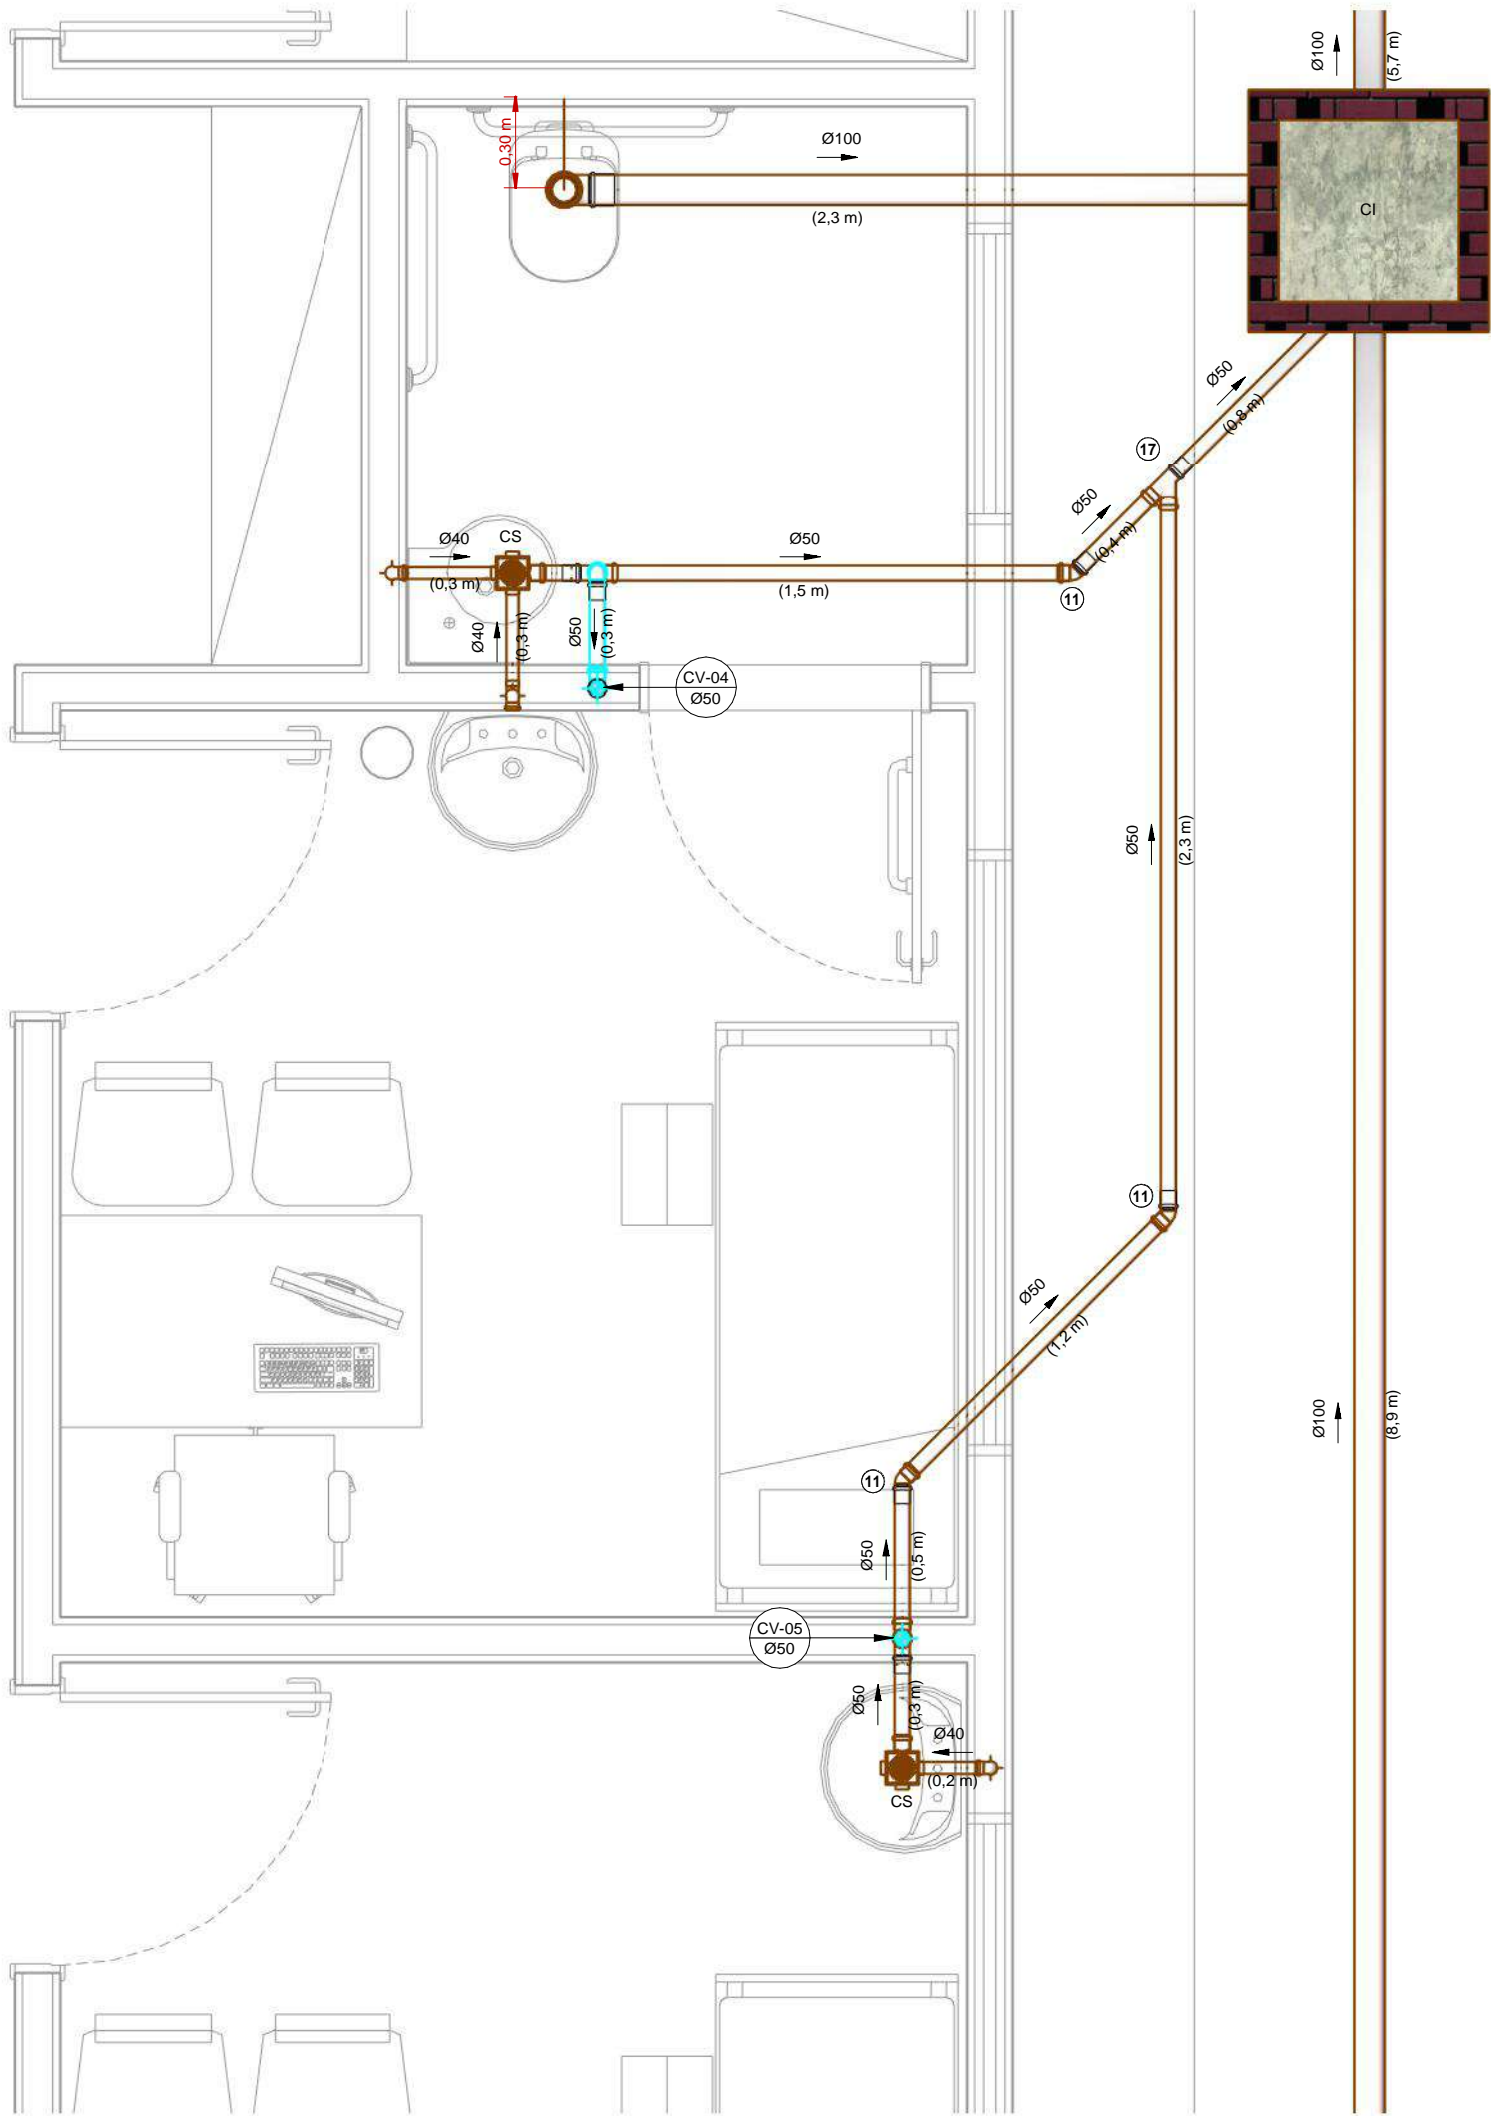 Ø100
(5,7 m)
0,30 m
Ø100
(2,3 m)
CI
Ø50
(0,8 m)
17
Ø50
(0,4 m)
CS
Ø40
(0,3 m)
Ø50
(1,5 m)
11
Ø40
(0,3 m)
Ø50
(0,3 m)
CV-04
Ø50
Ø50
(2,3 m)
11
Ø50
(1,2 m)
Ø100
(8,9 m)
11
Ø50
(0,5 m)
CV-05
Ø50
Ø50
(0,3 m)
Ø40
(0,2 m)
CS